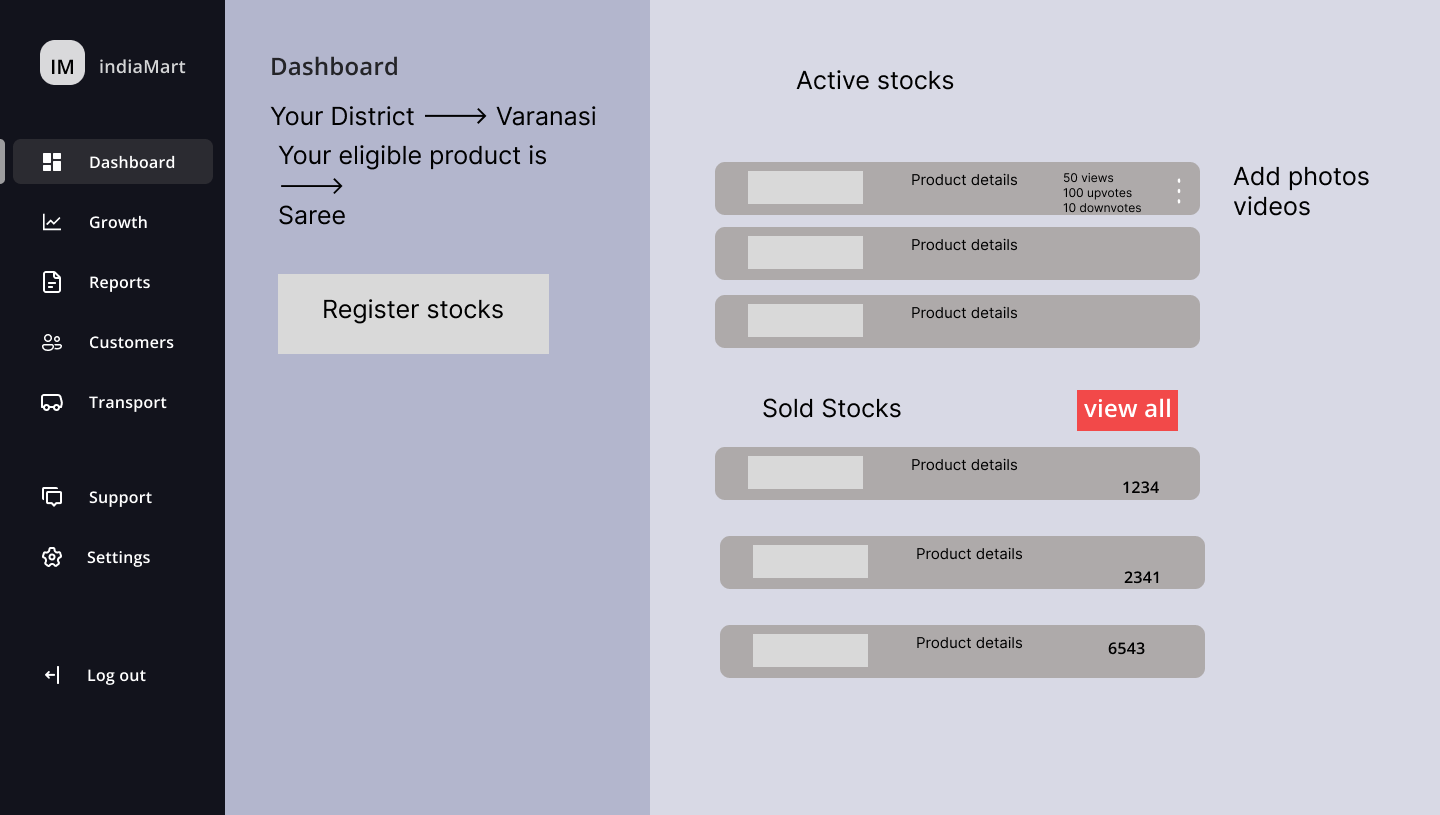 IM indiaMart
Dashboard
Growth
Reports
Customers
Transport
Support
Settings
Log out
Dashboard
Your District ⟶ Varanasi
Your eligible product is
⟶
Saree
Register stocks
Active stocks
Product details
50 views
100 upvotes
10 downvotes
Add photos
videos
Product details
Product details
Sold Stocks
view all
Product details
1234
Product details
2341
Product details
6543